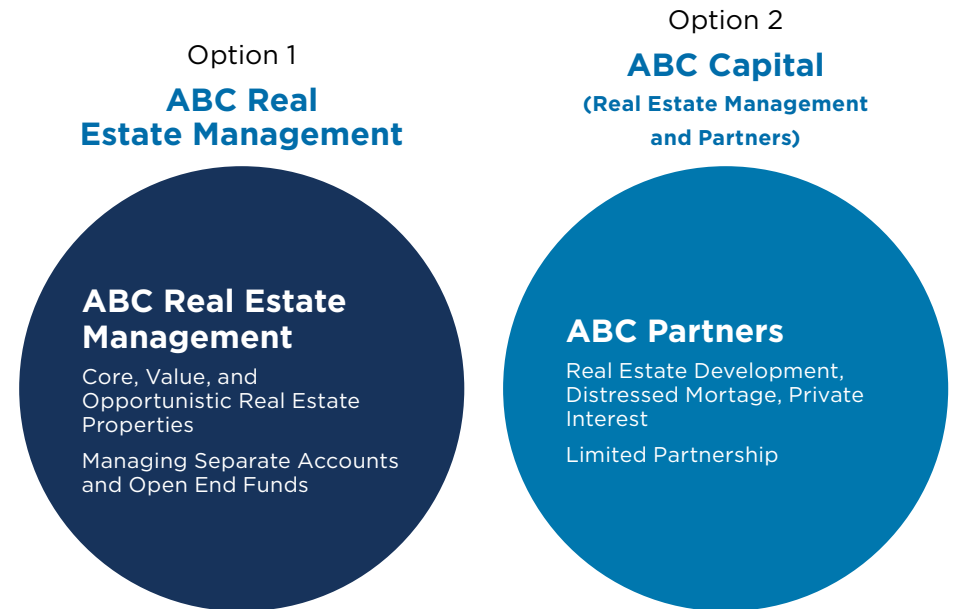 Option 1
ABC Real
Estate Management
Option 2
ABC Capital
(Real Estate Management
and Partners)
ABC Real Estate
Management
Core, Value, and
Opportunistic Real Estate
Properties
Managing Separate Accounts
and Open End Funds
ABC Partners
Real Estate Development,
Distressed Mortage, Private
Interest
Limited Partnership